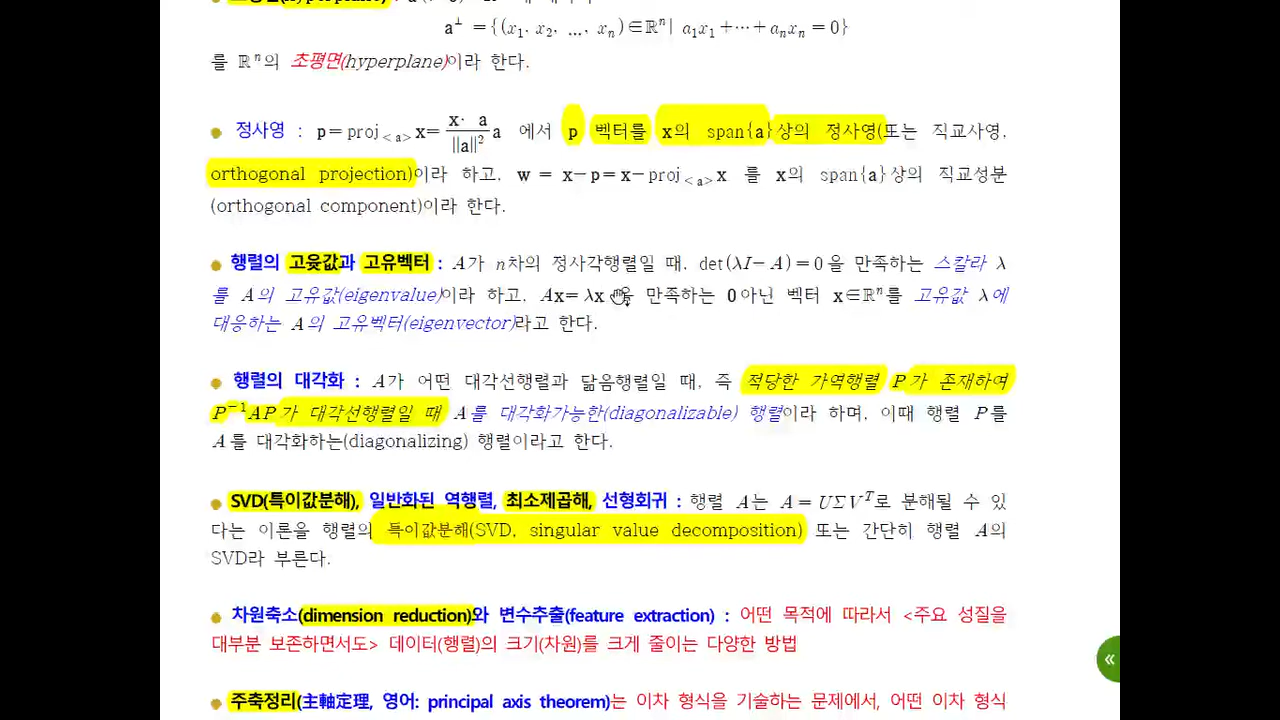 a⊥ ={(x1, x2, ..., xn)∈ℝn| a1x1+⋯+anxn=0}
를 ℝn의 초평면(hyperplane)이라 한다.
정사영 : p=proj<a>x= x· a / ||a||2 a 에서 p 벡터를 x의 span{a}상의 정사영(또는 직교사영,
orthogonal projection)이라 하고, w = x−p=x−proj<a>x 를 x의 span{a}상의 직교성분
(orthogonal component)이라 한다.
행렬의 고윳값과 고유벡터 : A가 n차의 정사각행렬일 때, det(λI−A)=0을 만족하는 스칼라 λ
를 A의 고유값(eigenvalue)이라 하고, Ax=λx 을 만족하는 0아닌 벡터 x∈ℝn를 고유값 λ에
대응하는 A의 고유벡터(eigenvector)라고 한다.
행렬의 대각화 : A가 어떤 대각선행렬과 닮음행렬일 때, 즉 적당한 가역행렬 P가 존재하여
P−1AP가 대각선행렬일 때 A를 대각화가능한(diagonalizable) 행렬이라 하며, 이때 행렬 P를
A를 대각화하는(diagonalizing) 행렬이라고 한다.
SVD(특이값분해), 일반화된 역행렬, 최소제곱해, 선형회귀 : 행렬 A는 A=UΣVT로 분해될 수 있
다는 이론을 행렬의 특이값분해(SVD, singular value decomposition) 또는 간단히 행렬 A의
SVD라 부른다.
차원축소(dimension reduction)와 변수추출(feature extraction) : 어떤 목적에 따라서 <주요 성질을
대부분 보존하면서도> 데이터(행렬)의 크기(차원)를 크게 줄이는 다양한 방법
주축정리(主軸定理, 영어: principal axis theorem)는 이차 형식을 기술하는 문제에서, 어떤 이차 형식
«